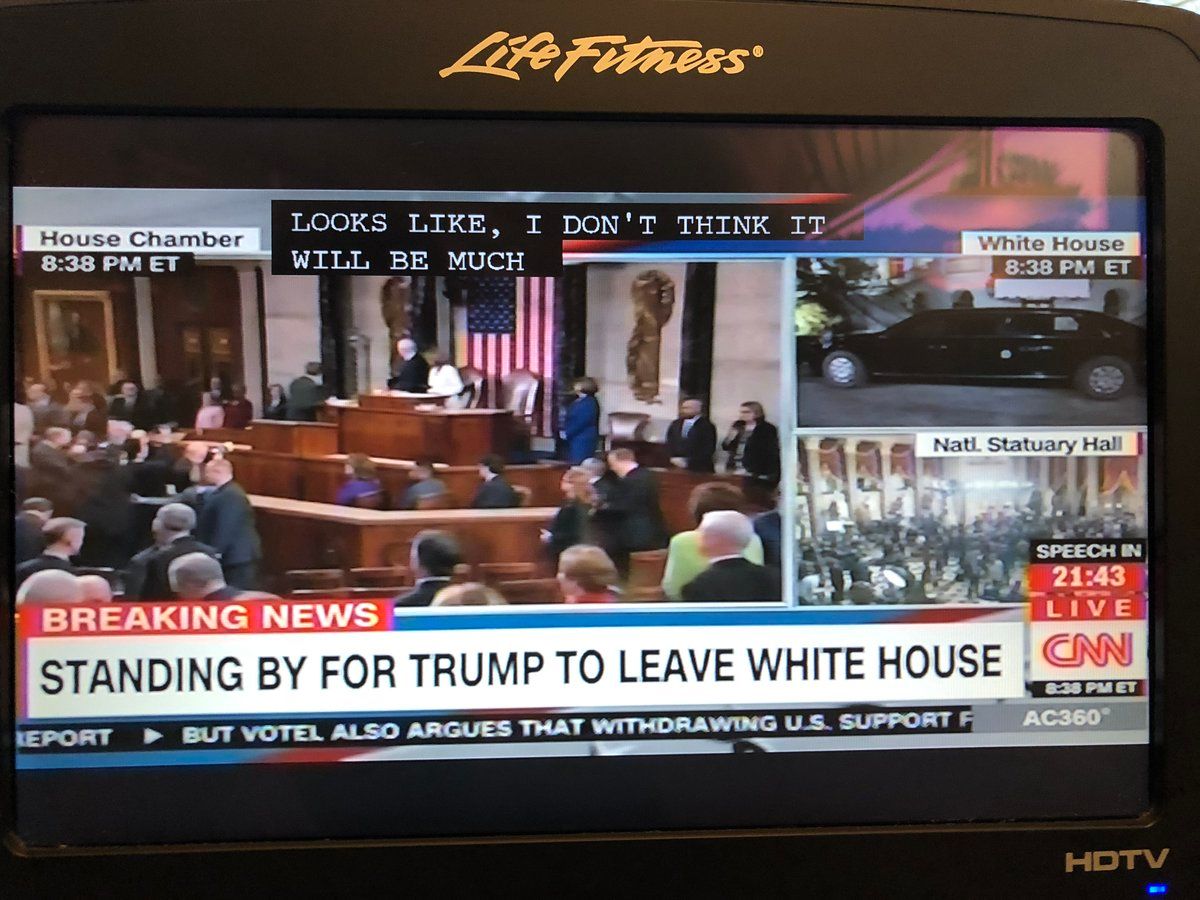 Life Fitness®
House Chamber
8:38 PM ET
LOOKS LIKE, I DON'T THINK IT
WILL BE MUCH
White House
8:38 PM ET
Natl. Statuary Hall
SPEECH IN
21:43
LIVE
CNN
8:38 PM ET
BREAKING NEWS
STANDING BY FOR TRUMP TO LEAVE WHITE HOUSE
EPORT ▶ BUT VOTEL ALSO ARGUES THAT WITHDRAWING U.S. SUPPORT F
AC360°
HDTV